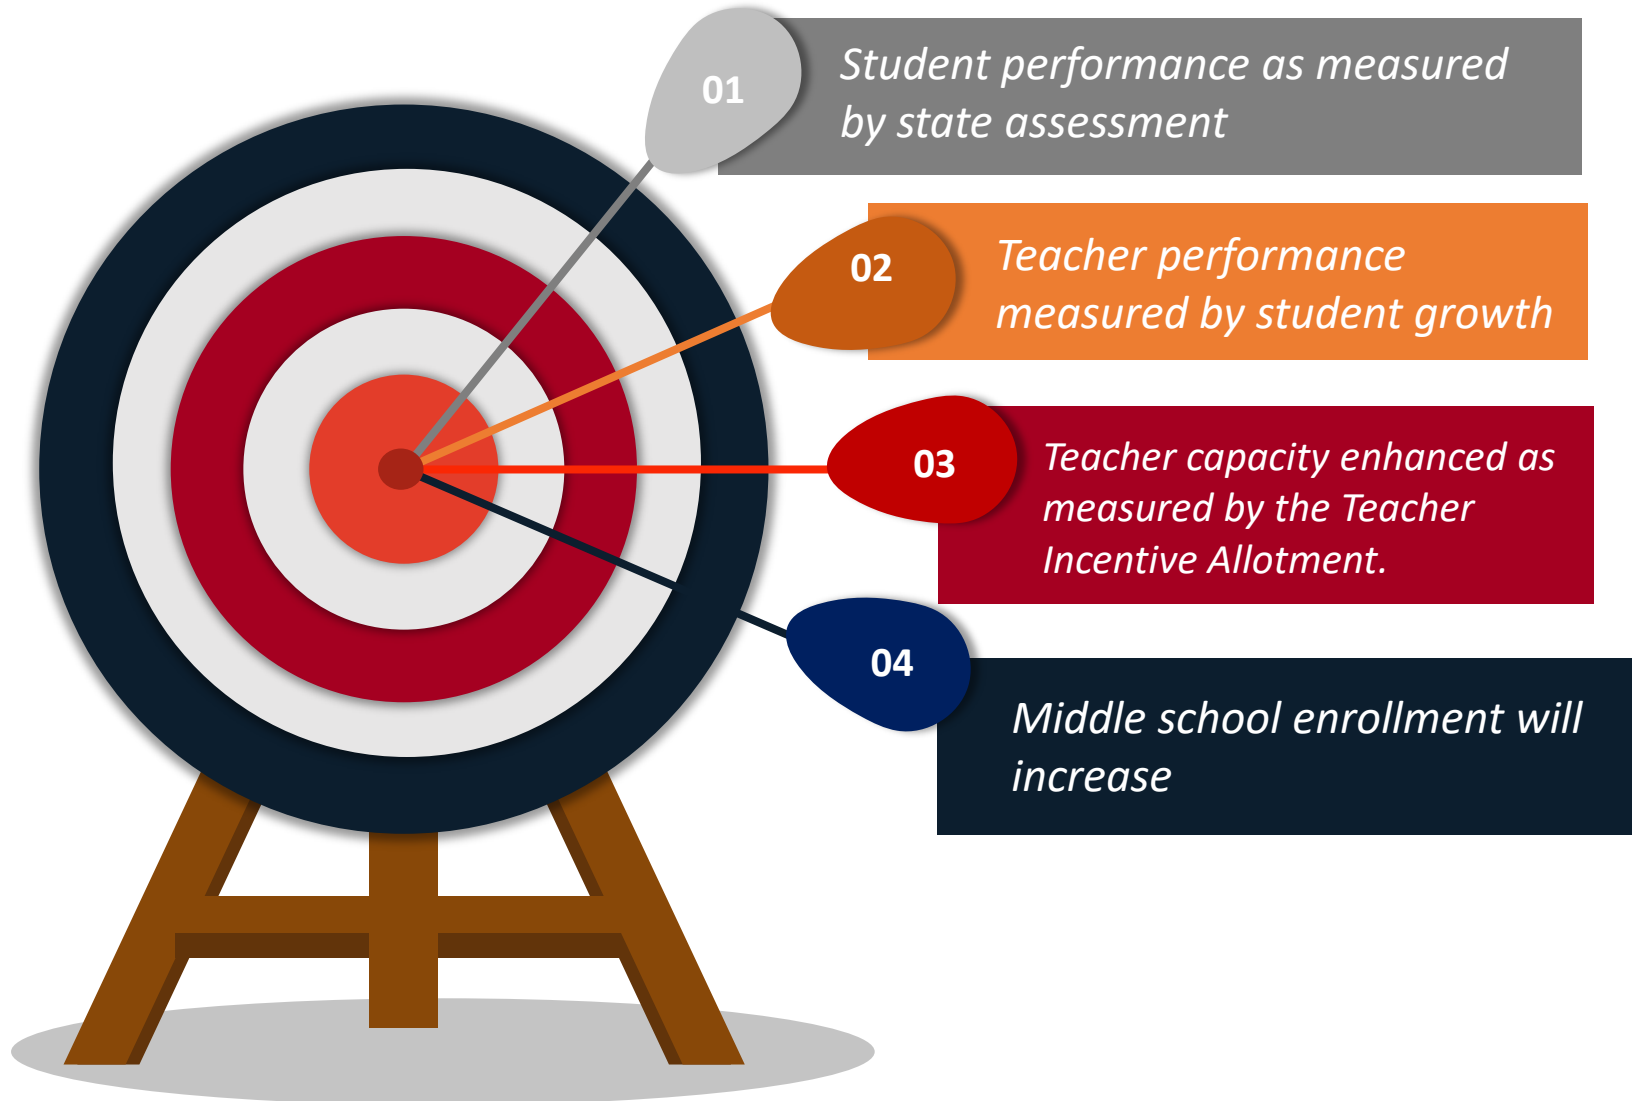 01
Student performance as measured
by state assessment
02
Teacher performance
measured by student growth
03
Teacher capacity enhanced as
measured by the Teacher
Incentive Allotment.
04
Middle school enrollment will
increase